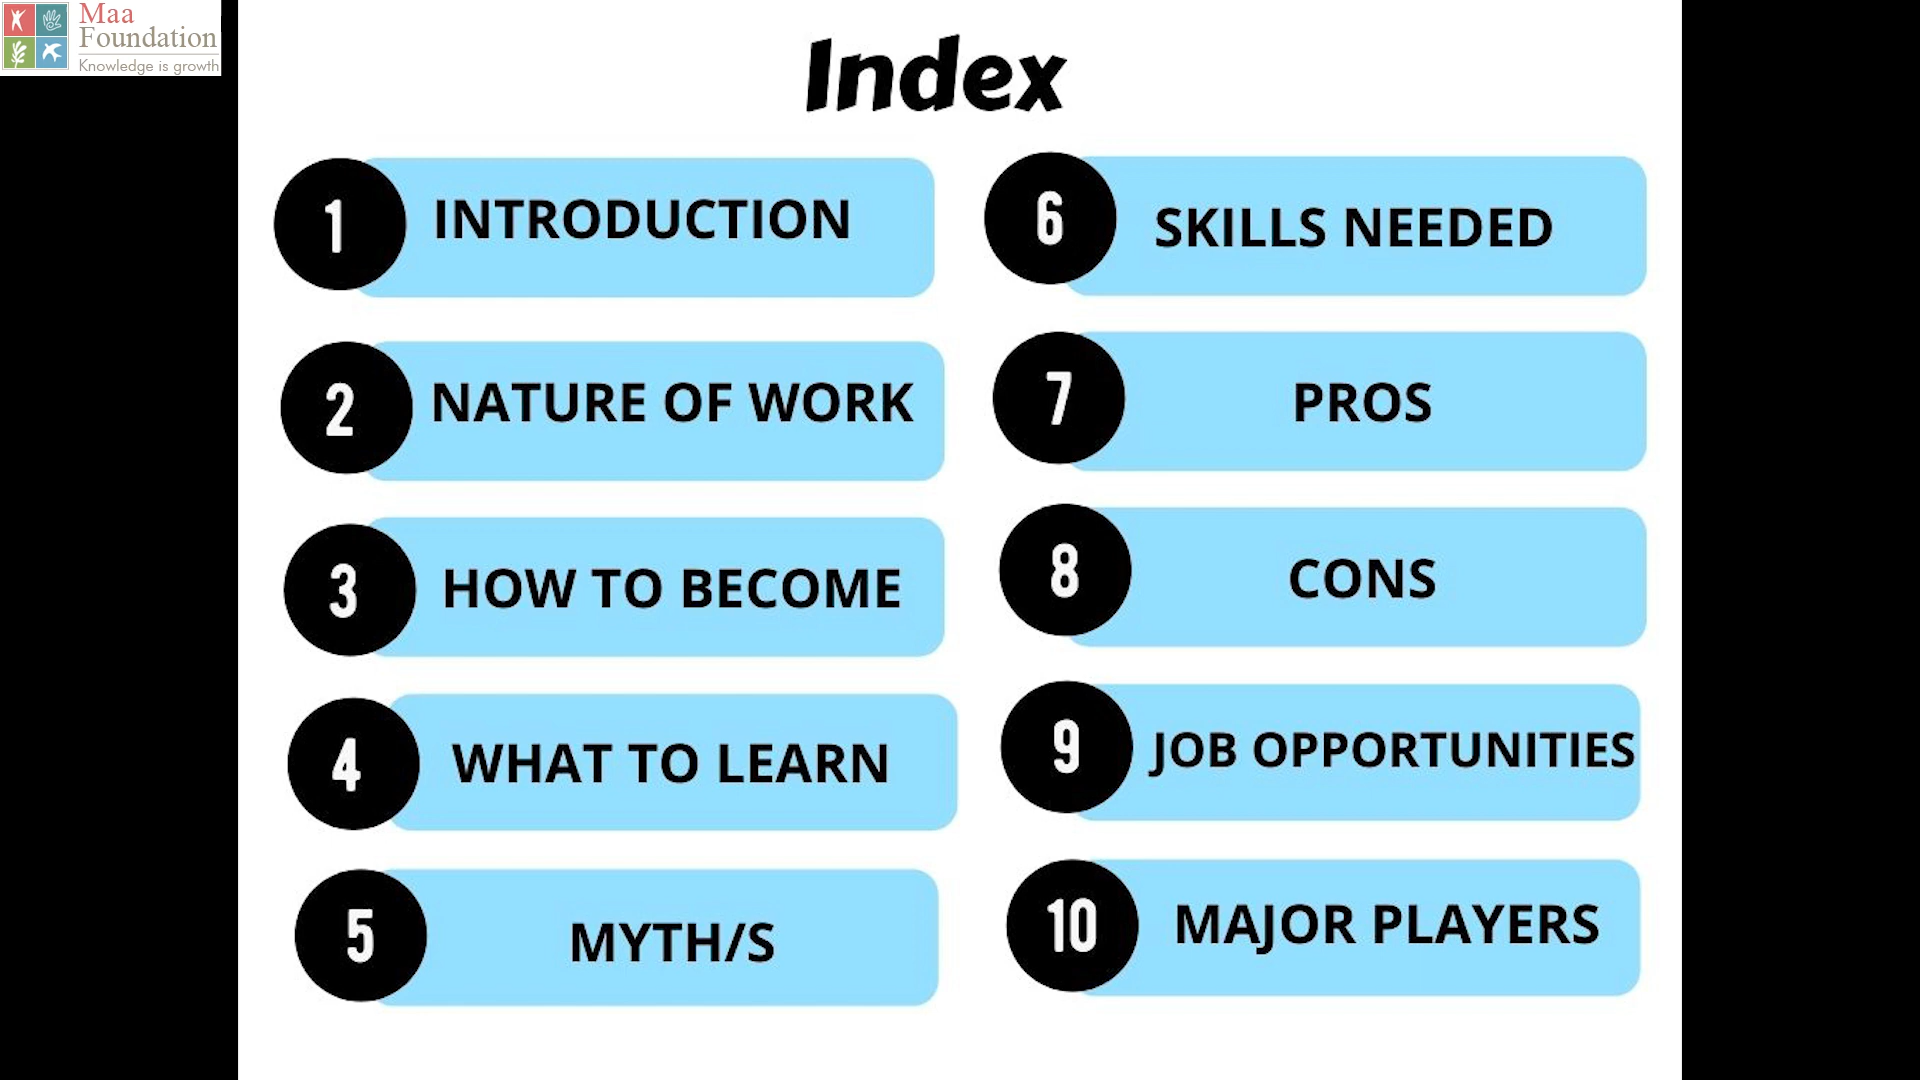 Maa
Foundation
Knowledge is growth
Index
1 INTRODUCTION
2 NATURE OF WORK
3 HOW TO BECOME
4 WHAT TO LEARN
5 MYTH/S
6 SKILLS NEEDED
7 PROS
8 CONS
9 JOB OPPORTUNITIES
10 MAJOR PLAYERS